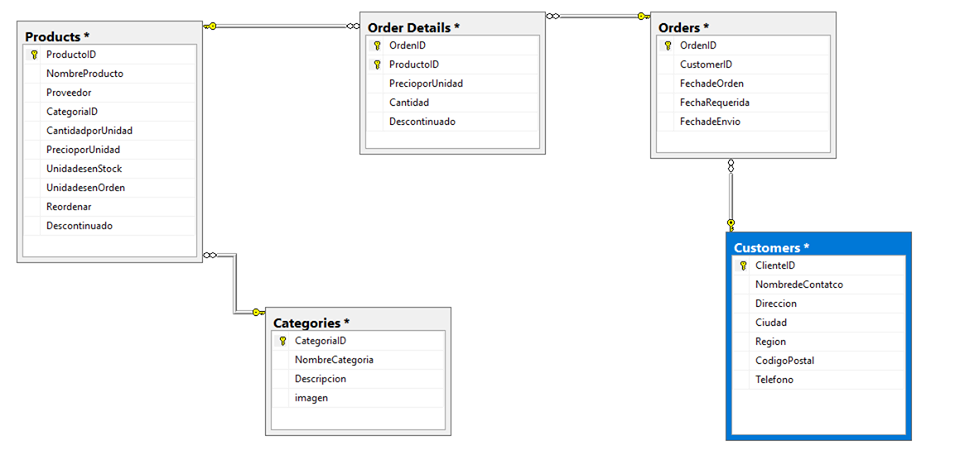 Products *
ProductoID
NombreProducto
Proveedor
CategoriaID
CantidadporUnidad
PrecioporUnidad
UnidadesenStock
UnidadesenOrden
Reordenar
Descontinuado
Order Details *
OrdenID
ProductoID
PrecioporUnidad
Cantidad
Descontinuado
Orders *
OrdenID
CustomerID
FechadeOrden
FechaRequerida
FechadeEnvio
Categories *
CategoriaID
NombreCategoria
Descripcion
imagen
Customers *
ClienteID
NombredeContatco
Direccion
Ciudad
Region
CodigoPostal
Telefono